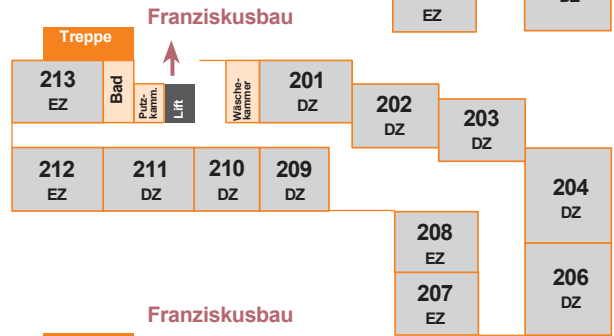 EZ
DZ
Franziskusbau
Treppe
213
EZ
Bad
Putz-
kamm.
Lift
Wäsche-
kammer
201
DZ
202
DZ
203
DZ
212
EZ
211
DZ
210
DZ
209
DZ
204
DZ
208
EZ
207
EZ
206
DZ
Franziskusbau